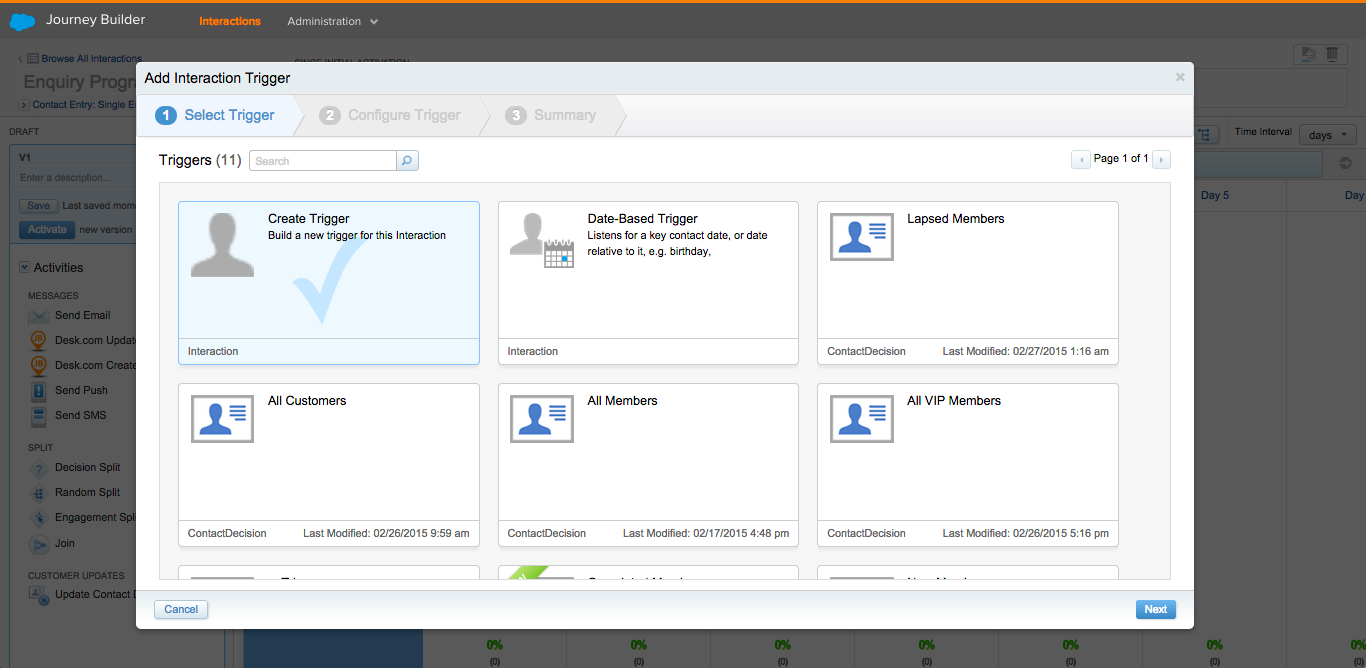 Journey Builder
Interactions
Administration
Browse All Interactions
Enquiry Progra
Contact Entry: Single E
DRAFT
V1
Enter a description...
Save
Last saved mom
Activate
new version
Activities
MESSAGES
Send Email
Desk.com Update
Desk.com Create
Send Push
Send SMS
SPLIT
Decision Split
Random Split
Engagement Spli
Join
CUSTOMER UPDATES
Update Contact D
Add Interaction Trigger
×
1 Select Trigger
2 Configure Trigger
3 Summary
Triggers (11)
Search
Page 1 of 1
Create Trigger
Build a new trigger for this Interaction
Interaction
Date-Based Trigger
Listens for a key contact date, or date
relative to it, e.g. birthday,
Interaction
Lapsed Members
ContactDecision
Last Modified: 02/27/2015 1:16 am
All Customers
ContactDecision
Last Modified: 02/26/2015 9:59 am
All Members
ContactDecision
Last Modified: 02/17/2015 4:48 pm
All VIP Members
ContactDecision
Last Modified: 02/26/2015 5:16 pm
Cancel
Next
Time Interval
days
Day 5
Day
0%
0%
0%
0%
0%
0%
0%
(0)
(0)
(0)
(0)
(0)
(0)
(0)